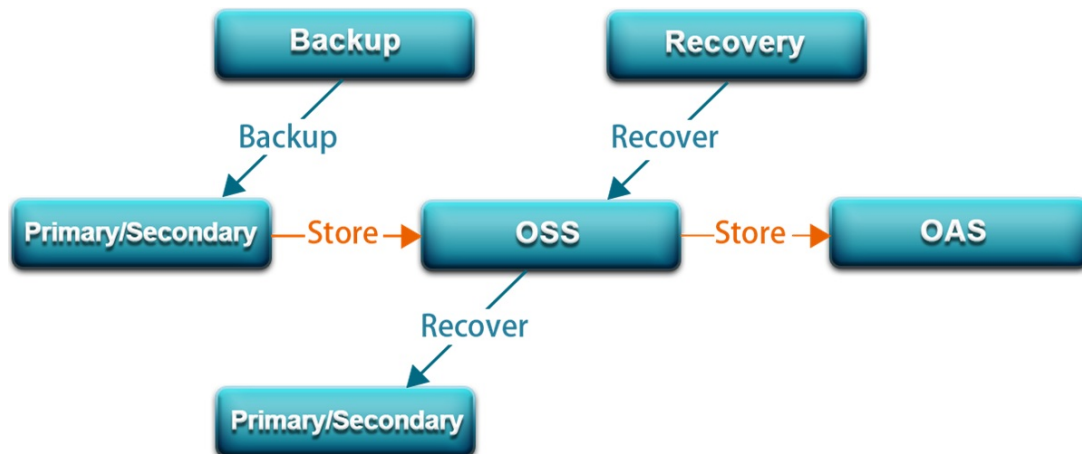 Backup
Recovery
Backup
Recover
Primary/Secondary
Store
OSS
Store
OAS
Recover
Primary/Secondary